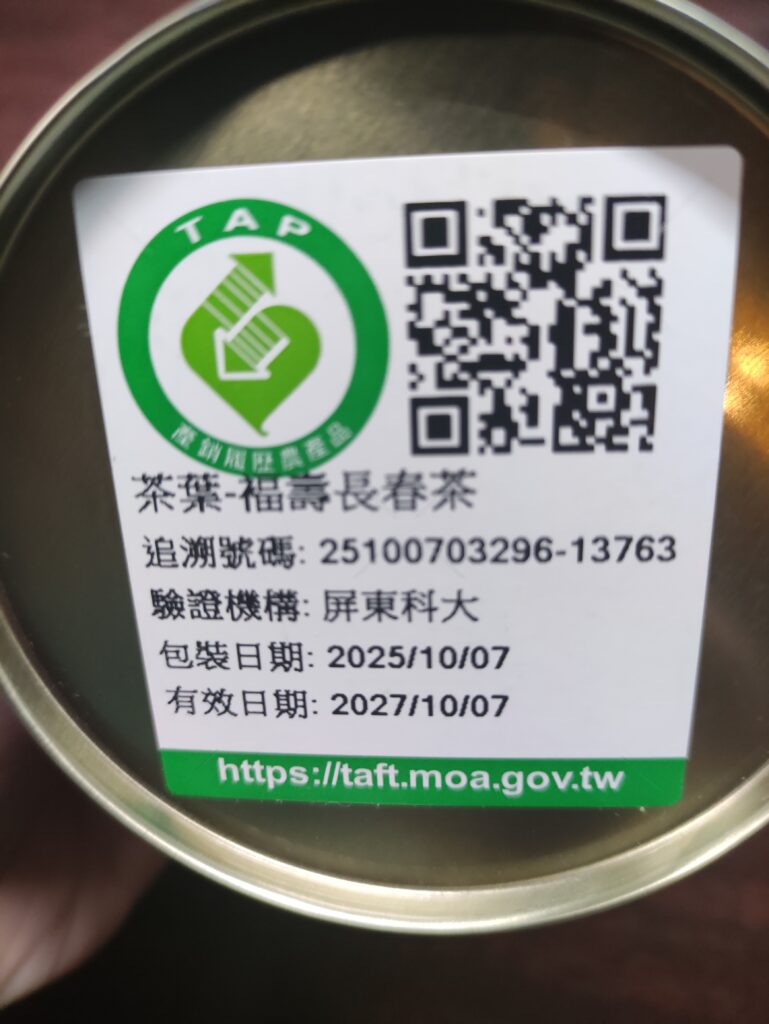 TAP
產銷履歷農產品
茶葉-福壽長春茶
追溯號碼: 25100703296-13763
驗證機構: 屏東科大
包裝日期: 2025/10/07
有效日期: 2027/10/07
https://taft.moa.gov.tw